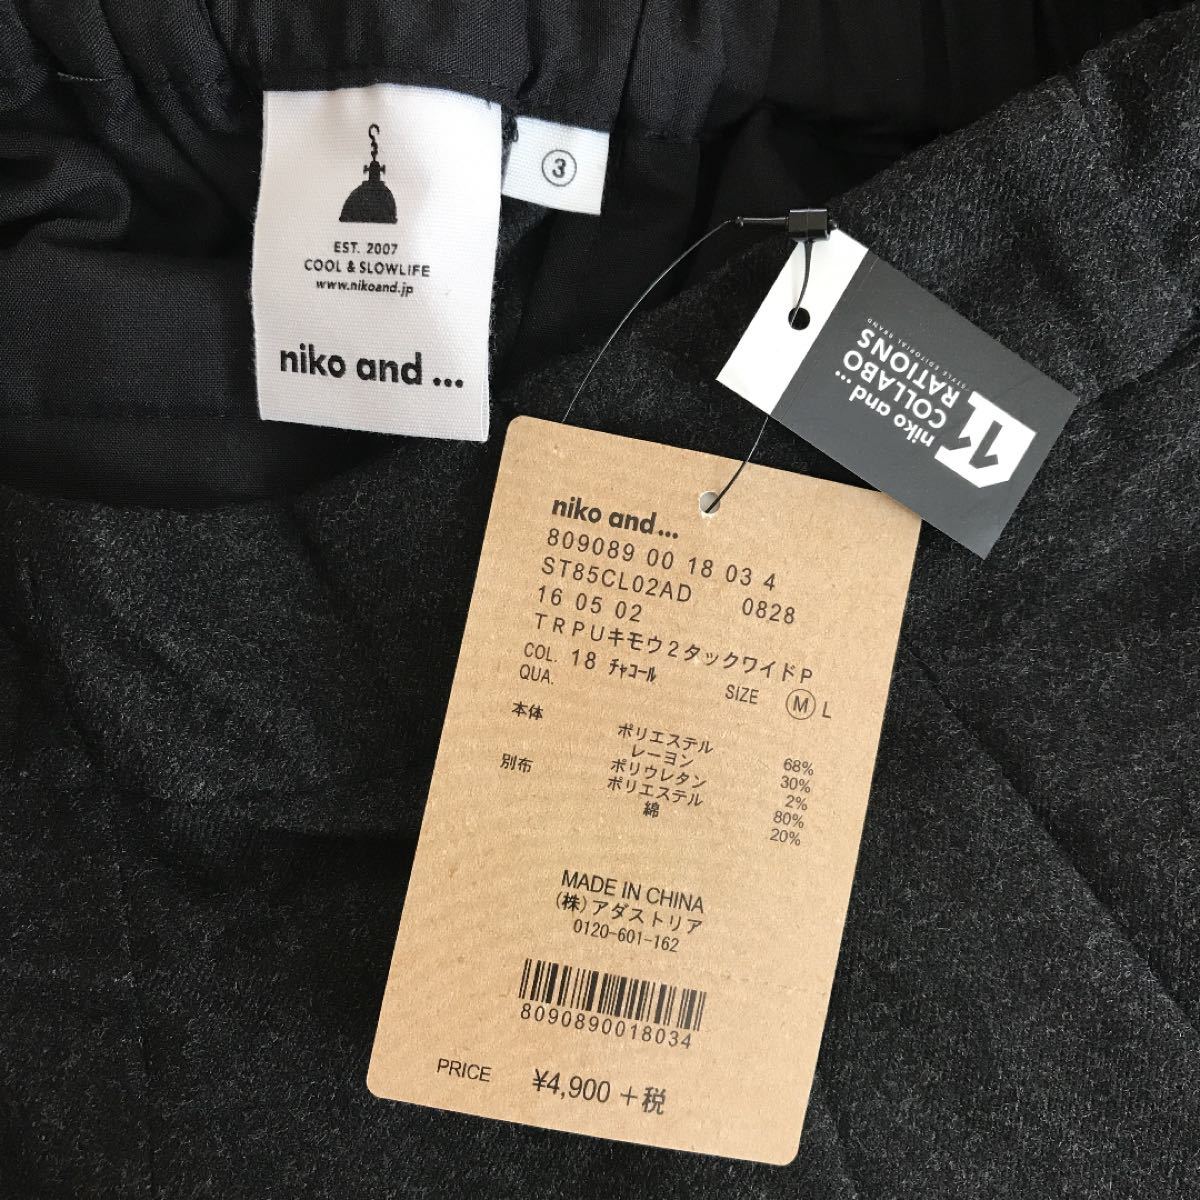 EST. 2007
COOL & SLOWLIFE
www.nikoand.jp
niko and ...
3
niko and ...
COLLABO
RATIONS
STYLE EDITORIAL BRAND
niko and...
809089 00 18 03 4
ST85CL02AD 0828
16 05 02
ＴＲＰＵキモウ２タックワイドＰ
COL. 18 ﾁｬｺｰﾙ SIZE M L
QUA.
本体 ポリエステル 68%
レーヨン 30%
ポリウレタン 2%
別布 ポリエステル 80%
綿 20%
MADE IN CHINA
(株)アダストリア
0120-601-162
8090890018034
PRICE ¥4,900 +税